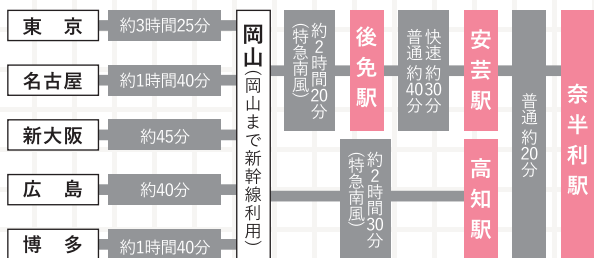 東　京
約3時間25分
名古屋
約1時間40分
新大阪
約45分
広　島
約40分
博　多
約1時間40分
岡山（岡山まで新幹線利用）
約2時間20分
（特急南風）
後免駅
快速 約30分
普通 約40分
安芸駅
普通 約20分
奈半利駅
約2時間30分
（特急南風）
高知駅